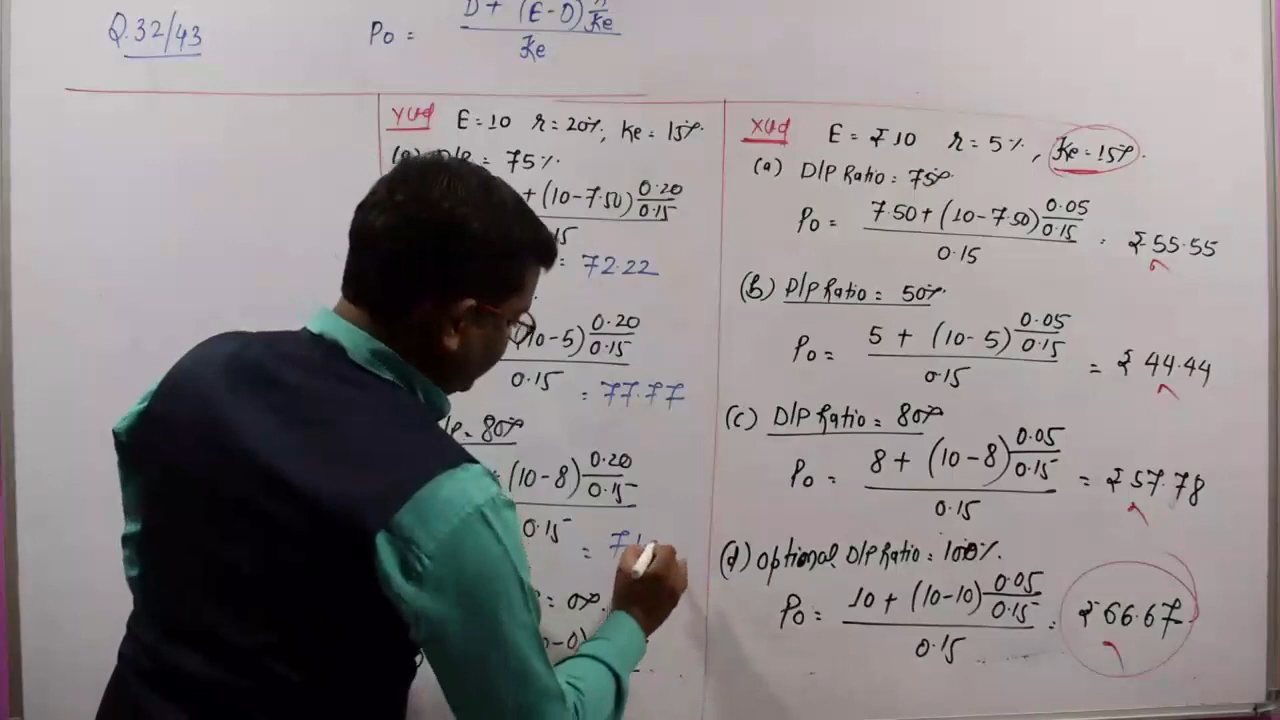 Q.32/43
P0 = D + (E-D) r/Ke
Ke
Y Ltd E = 10 r = 20%, Ke = 15%.
(a) D/P = 75%.
+ (10-7.50) 0.20/0.15
= 72.22
10-5) 0.20/0.15
0.15
= 77.77
= 80%
(10-8) 0.20/0.15
0.15
= 71
= 0%.
-0)
X Ltd E = ₹10 r = 5%, Ke = 15%.
(a) D/P Ratio = 75%.
P0 = 7.50 + (10-7.50) 0.05/0.15
0.15
= ₹55.55
(b) D/P Ratio = 50%.
P0 = 5 + (10-5) 0.05/0.15
0.15
= ₹44.44
(c) D/P Ratio = 80%
P0 = 8 + (10-8) 0.05/0.15
0.15
= ₹57.78
(d) Optional D/P Ratio = 100%.
P0 = 10 + (10-10) 0.05/0.15
0.15
= ₹66.67